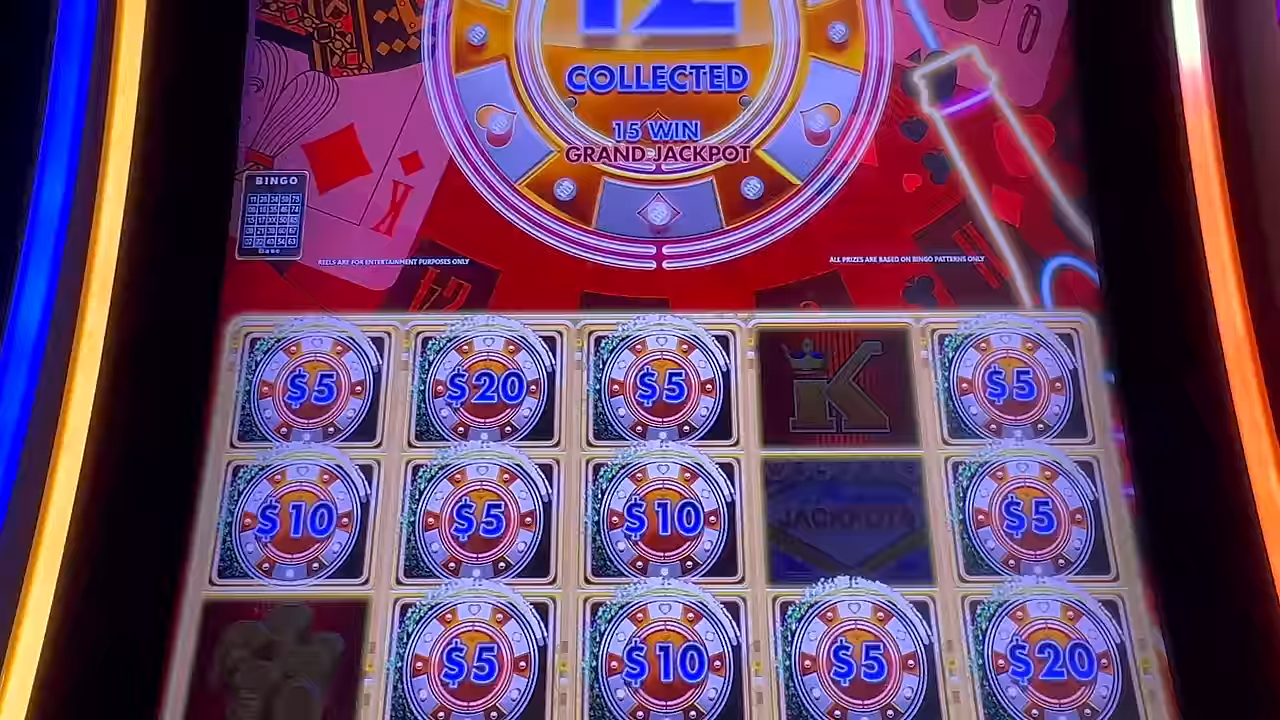 12
COLLECTED
15 WIN
GRAND JACKPOT
BINGO
REELS ARE FOR ENTERTAINMENT PURPOSES ONLY
ALL PRIZES ARE BASED ON BINGO PATTERNS ONLY
$5 $20 $5 K $5
$10 $5 $10 $5
$5 $10 $5 $20